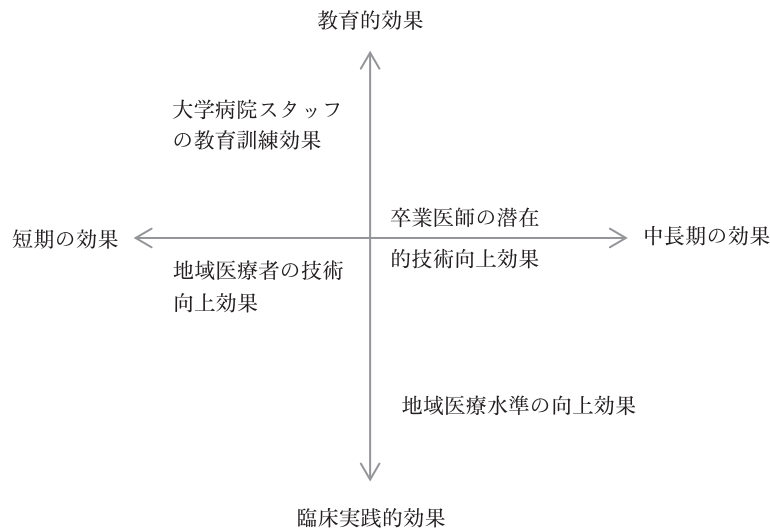 教育的効果
大学病院スタッフ
の教育訓練効果
卒業医師の潜在
的技術向上効果
短期の効果
中長期の効果
地域医療者の技術
向上効果
地域医療水準の向上効果
臨床実践的効果